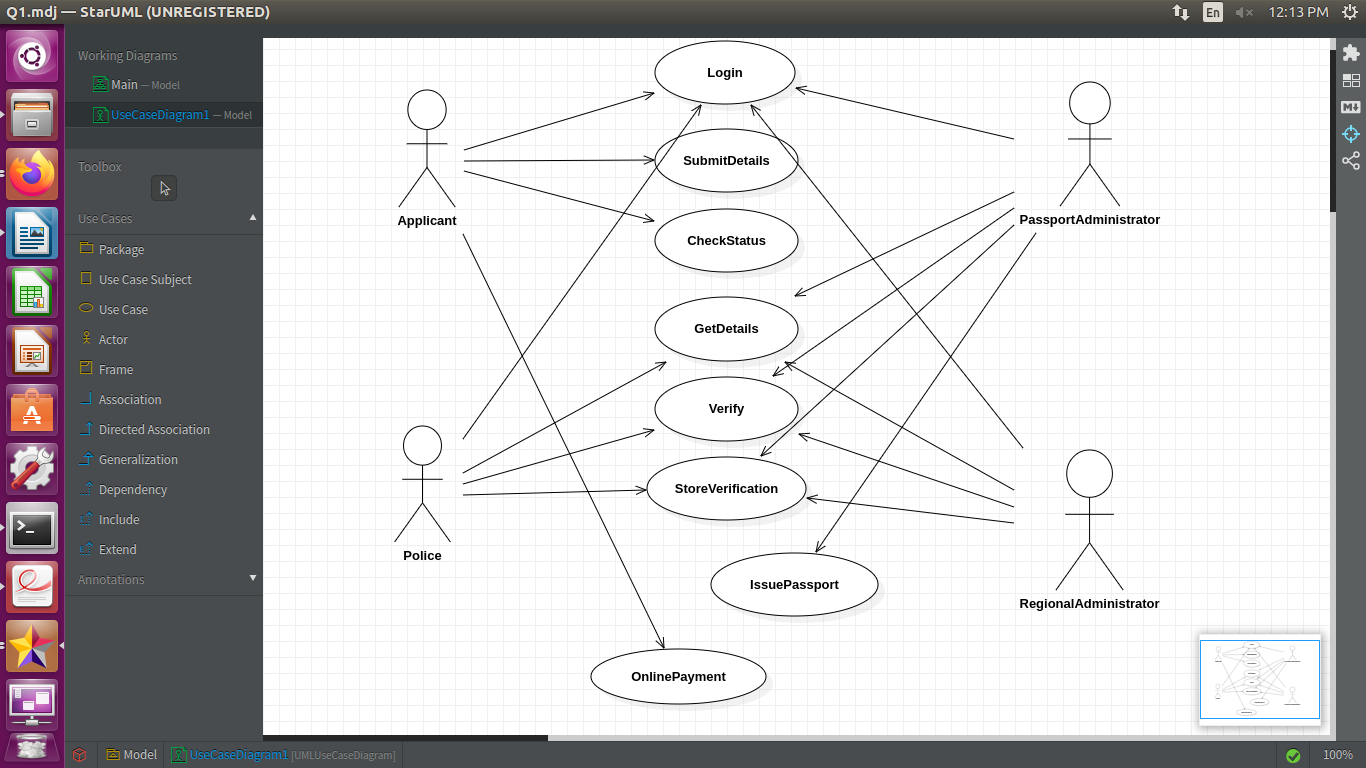 Q1.mdj — StarUML (UNREGISTERED)
En
12:13 PM
Working Diagrams
Main — Model
UseCaseDiagram1 — Model
Toolbox
Use Cases
Package
Use Case Subject
Use Case
Actor
Frame
Association
Directed Association
Generalization
Dependency
Include
Extend
Annotations
Login
SubmitDetails
Applicant
PassportAdministrator
CheckStatus
GetDetails
Verify
StoreVerification
Police
IssuePassport
RegionalAdministrator
OnlinePayment
M
Model
UseCaseDiagram1 [UMLUseCaseDiagram]
100%